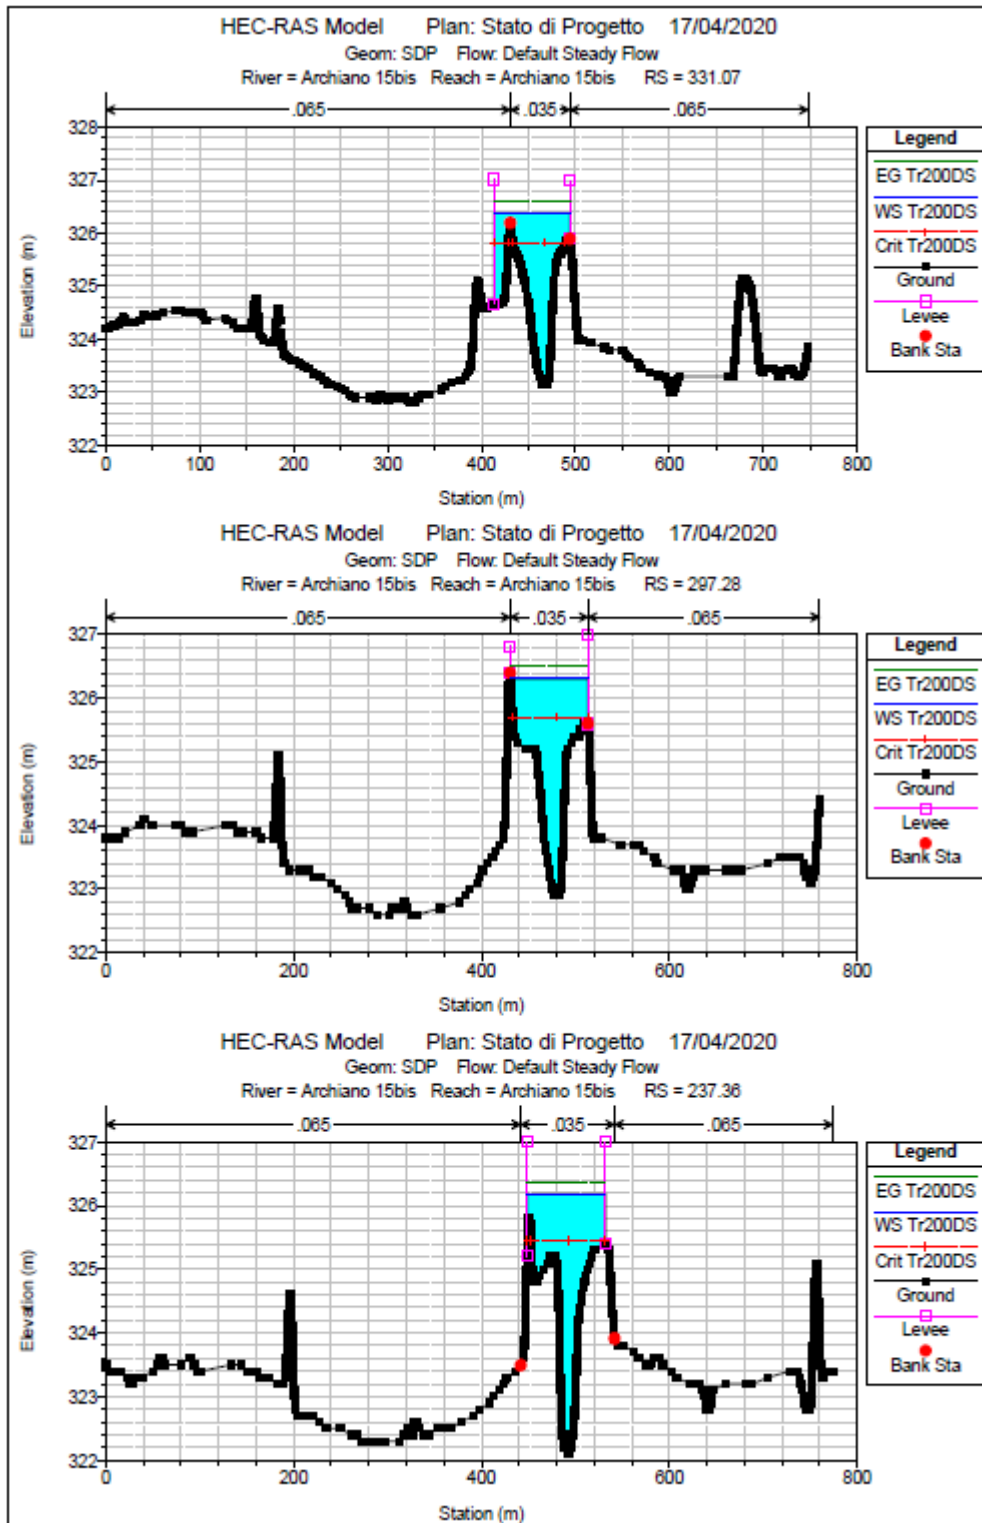 HEC-RAS Model Plan: Stato di Progetto 17/04/2020
Geom: SDP Flow: Default Steady Flow
River = Archiano 15bis Reach = Archiano 15bis RS = 331.07
.065 .035 .065
328
327
326
325
324
323
322
Elevation (m)
0 100 200 300 400 500 600 700 800
Station (m)
Legend
EG Tr200DS
WS Tr200DS
Crit Tr200DS
Ground
Levee
Bank Sta
HEC-RAS Model Plan: Stato di Progetto 17/04/2020
Geom: SDP Flow: Default Steady Flow
River = Archiano 15bis Reach = Archiano 15bis RS = 297.28
.065 .035 .065
327
326
325
324
323
322
Elevation (m)
0 200 400 600 800
Station (m)
Legend
EG Tr200DS
WS Tr200DS
Crit Tr200DS
Ground
Levee
Bank Sta
HEC-RAS Model Plan: Stato di Progetto 17/04/2020
Geom: SDP Flow: Default Steady Flow
River = Archiano 15bis Reach = Archiano 15bis RS = 237.36
.065 .035 .065
327
326
325
324
323
322
Elevation (m)
0 200 400 600 800
Station (m)
Legend
EG Tr200DS
WS Tr200DS
Crit Tr200DS
Ground
Levee
Bank Sta